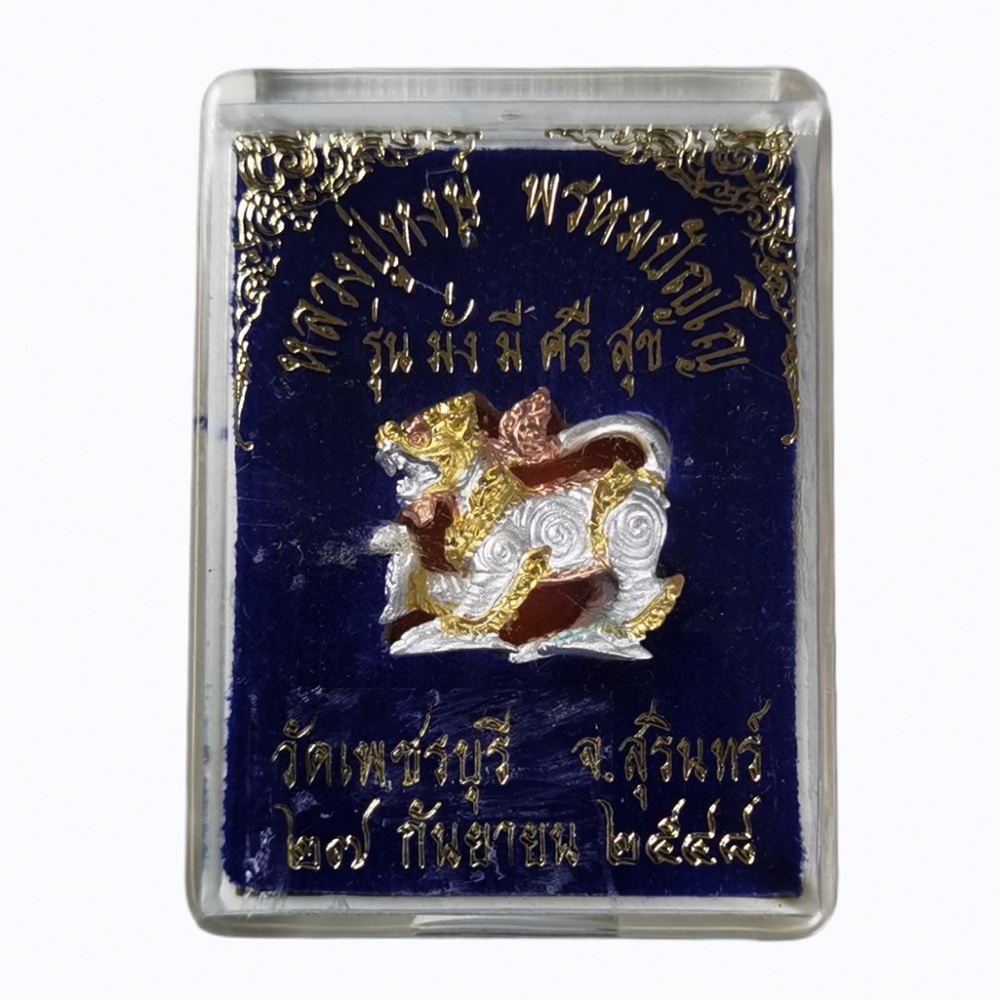 หลวงปู่หงษ์ พรหมปัญโญ
รุ่น มั่ง มี ศรี สุข
วัดเพชรบุรี จ.สุรินทร์
๒๗ กันยายน ๒๕๔๘